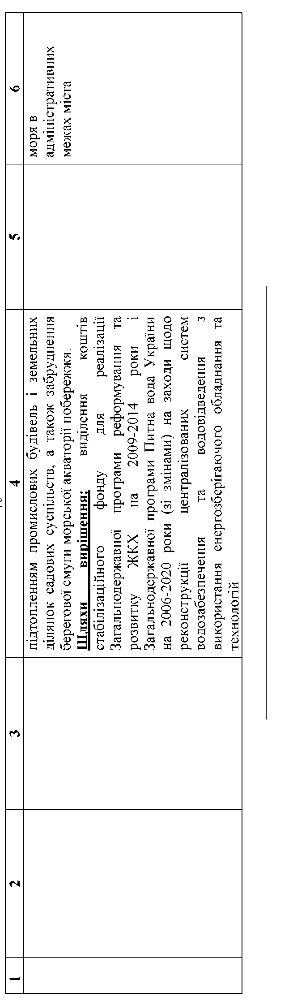 1 2 3 4 5 6
підтопленням промислових будівель і земельних
ділянок садових суспільств, а також забруднення
берегової смуги морської акваторії побережжя.
Шляхи вирішення: виділення коштів
стабілізаційного фонду для реалізації
Загальнодержавної програми реформування та
розвитку ЖКХ на 2009-2014 роки і
Загальнодержавної програми Питна вода України
на 2006-2020 роки (зі змінами) на заходи щодо
реконструкції централізованих систем
водозабезпечення та водовідведення з
використання енергозберігаючого обладнання та
технологій
моря в
адміністративних
межах міста